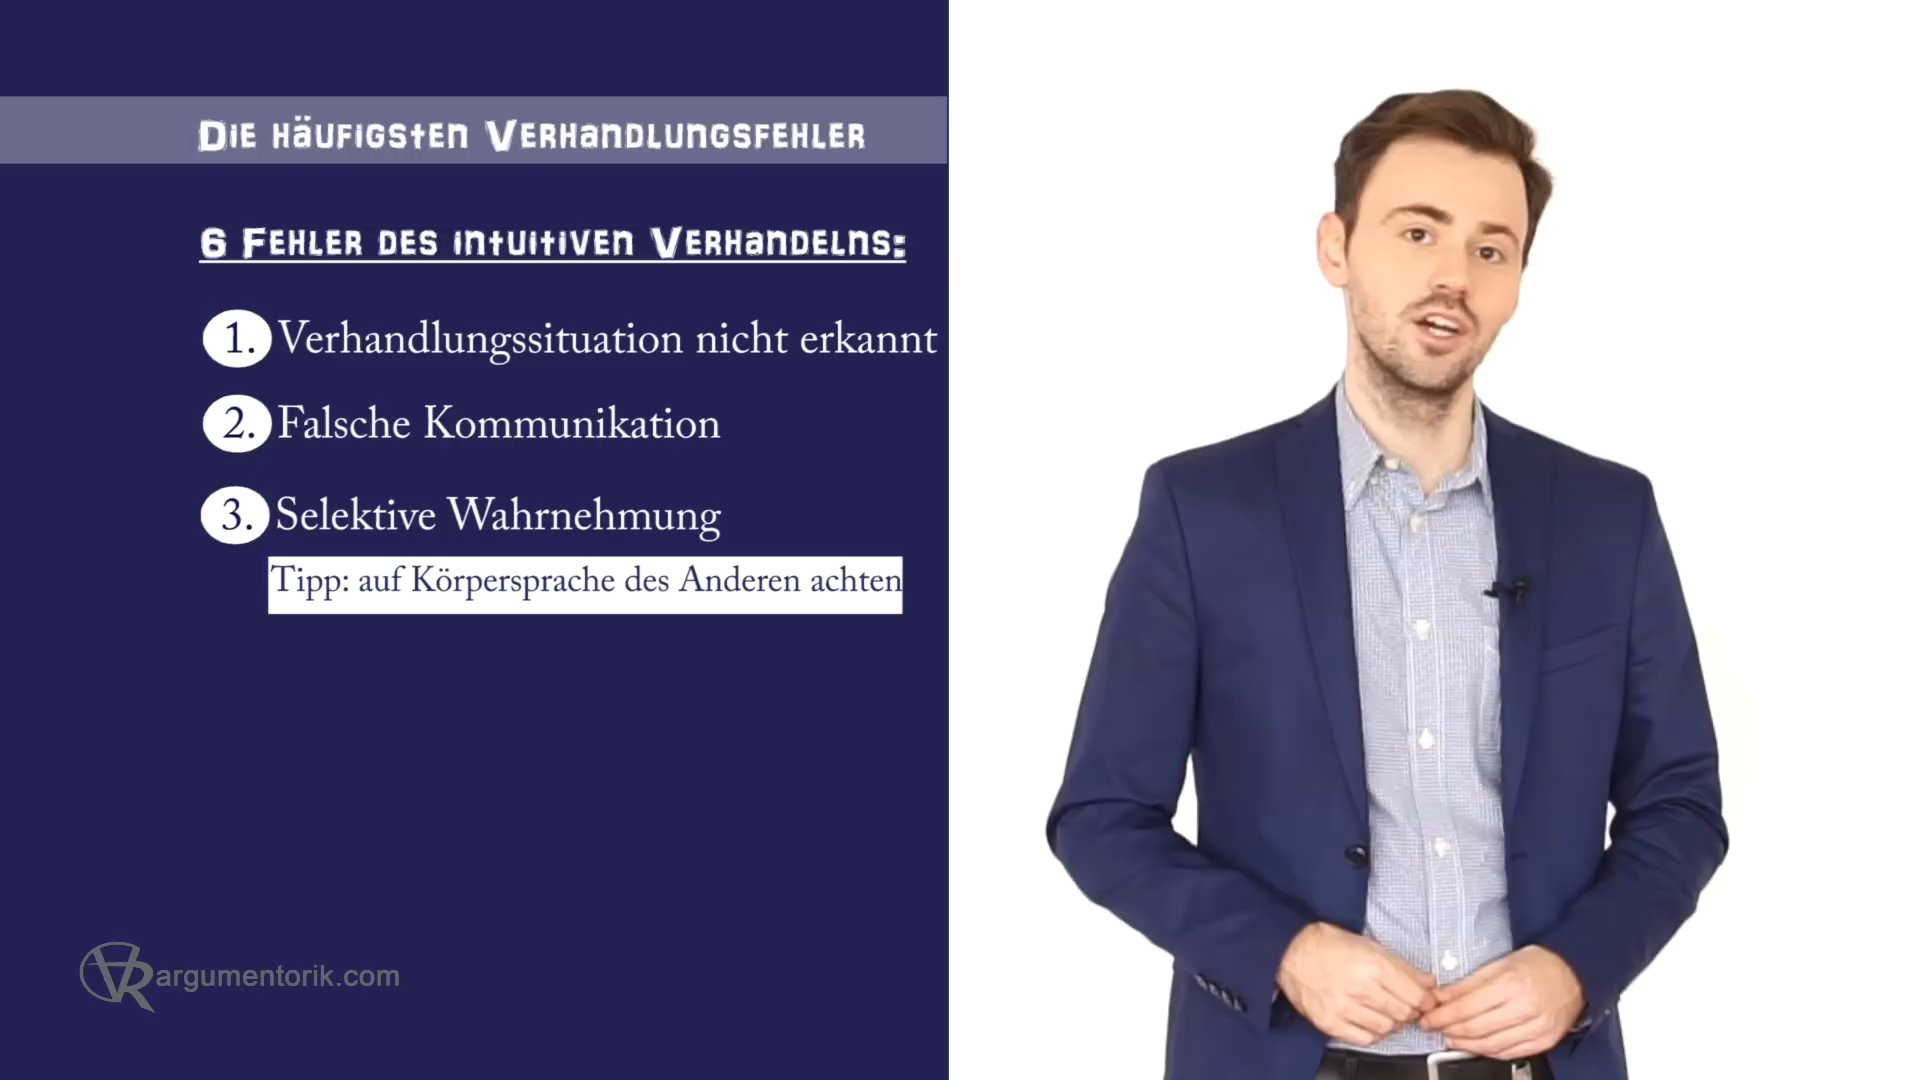 Die häufigsten Verhandlungsfehler
6 Fehler des intuitiven Verhandelns:
1. Verhandlungssituation nicht erkannt
2. Falsche Kommunikation
3. Selektive Wahrnehmung
Tipp: auf Körpersprache des Anderen achten
argumentorik.com